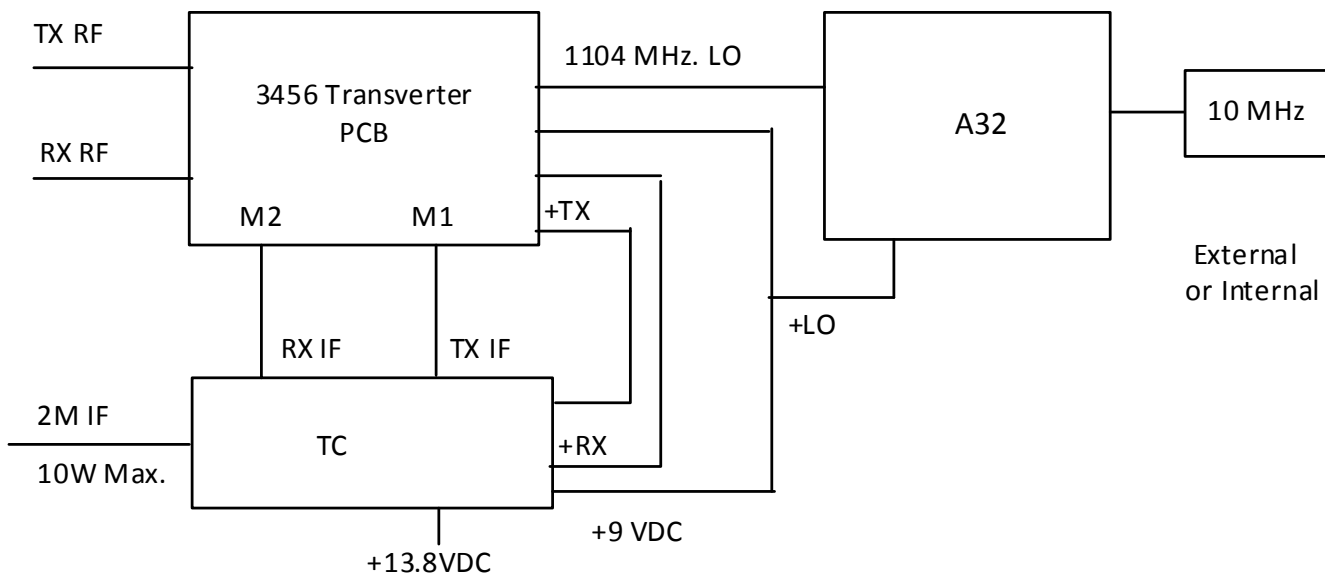 TX RF
1104 MHz. LO
3456 Transverter
PCB
A32
10 MHz
RX RF
M2
M1
+TX
External
or Internal
+LO
RX IF
TX IF
2M IF
TC
+RX
10W Max.
+9 VDC
+13.8VDC